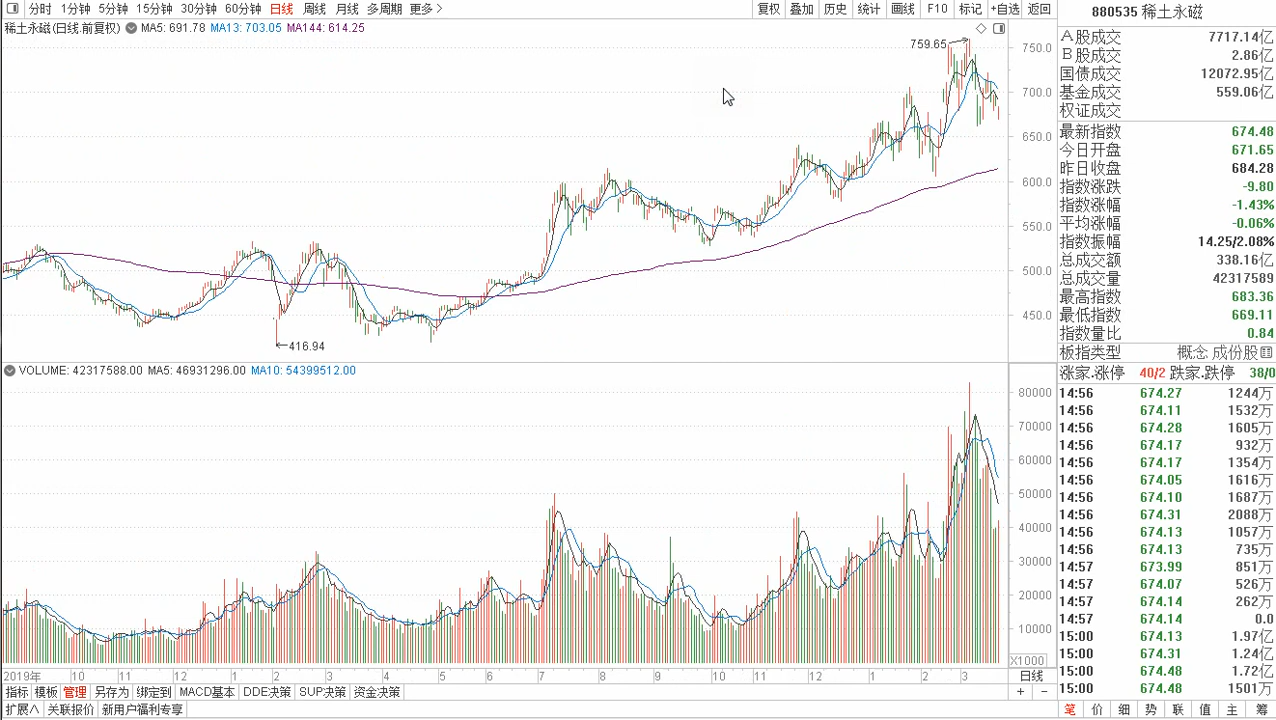 分时 1分钟 5分钟 15分钟 30分钟 60分钟 日线 周线 月线 多周期 更多> 复权 叠加 历史 统计 画线 F10 标记 +自选 返回
880535 稀土永磁
稀土永磁(日线.前复权) MA5: 691.78 MA13: 703.05 MA144: 614.25
759.65
750.0
700.0
650.0
600.0
550.0
500.0
450.0
416.94
VOLUME: 42317588.00 MA5: 46931296.00 MA10: 54399512.00
80000
70000
60000
50000
40000
30000
20000
10000
X1000
2019年 10 11 12 1 2 3 4 5 6 7 8 9 10 11 12 1 2 3 日线
指标 模板 管理 另存为 绑定到 MACD基本 DDE决策 SUP决策 资金决策 + -
扩展∧ 关联报价 新用户福利专享
A股成交 7717.14亿
B股成交 2.86亿
国债成交 12072.95亿
基金成交 559.06亿
权证成交
最新指数 674.48
今日开盘 671.65
昨日收盘 684.28
指数涨跌 -9.80
指数涨幅 -1.43%
平均涨幅 -0.06%
指数振幅 14.25/2.08%
总成交额 338.16亿
总成交量 42317589
最高指数 683.36
最低指数 669.11
指数量比 0.84
板指类型 概念 成份股
涨家.涨停 40/2 跌家.跌停 38/0
14:56 674.27 1244万
14:56 674.11 1532万
14:56 674.28 1605万
14:56 674.17 932万
14:56 674.17 1354万
14:56 674.05 1616万
14:56 674.10 1687万
14:56 674.31 2088万
14:56 674.13 1057万
14:56 674.13 735万
14:57 673.99 851万
14:57 674.07 526万
14:57 674.14 262万
14:57 674.14 0.0
15:00 674.13 1.97亿
15:00 674.31 1.24亿
15:00 674.48 1.72亿
15:00 674.48 1501万
笔 价 细 势 联 值 主 筹